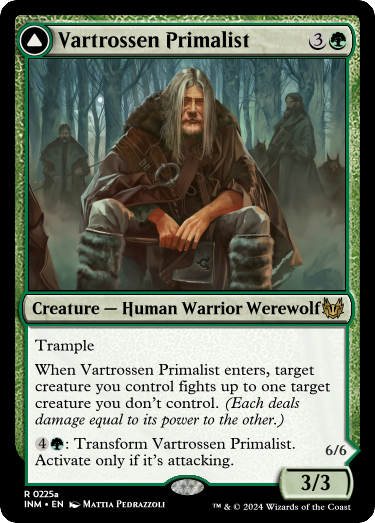 Vartrossen Primalist 3
Creature — Human Warrior Werewolf
Trample
When Vartrossen Primalist enters, target
creature you control fights up to one target
creature you don't control. (Each deals
damage equal to its power to the other.)
4 : Transform Vartrossen Primalist.
Activate only if it's attacking.
6/6
3/3
R 0225a
INM • EN Mattia Pedrazzoli ™ & © 2024 Wizards of the Coast